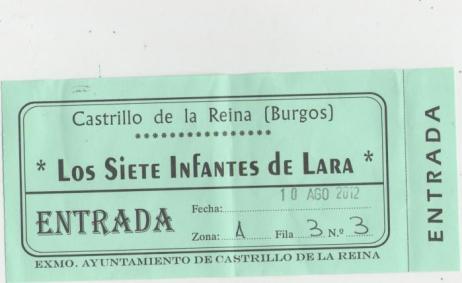 Castrillo de la Reina (Burgos)
***************
* LOS SIETE INFANTES de LARA *
ENTRADA
Fecha: 10 AGO 2012
Zona: A Fila 3 N.º 3
EXMO. AYUNTAMIENTO DE CASTRILLO DE LA REINA
ENTRADA